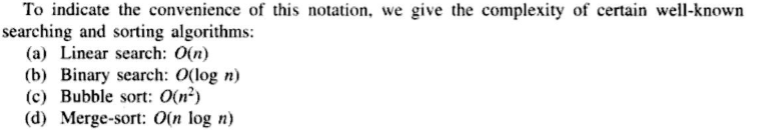 To indicate the convenience of this notation, we give the complexity of certain well-known
searching and sorting algorithms:
(a) Linear search: O(n)
(b) Binary search: O(log n)
(c) Bubble sort: O(n²)
(d) Merge-sort: O(n log n)